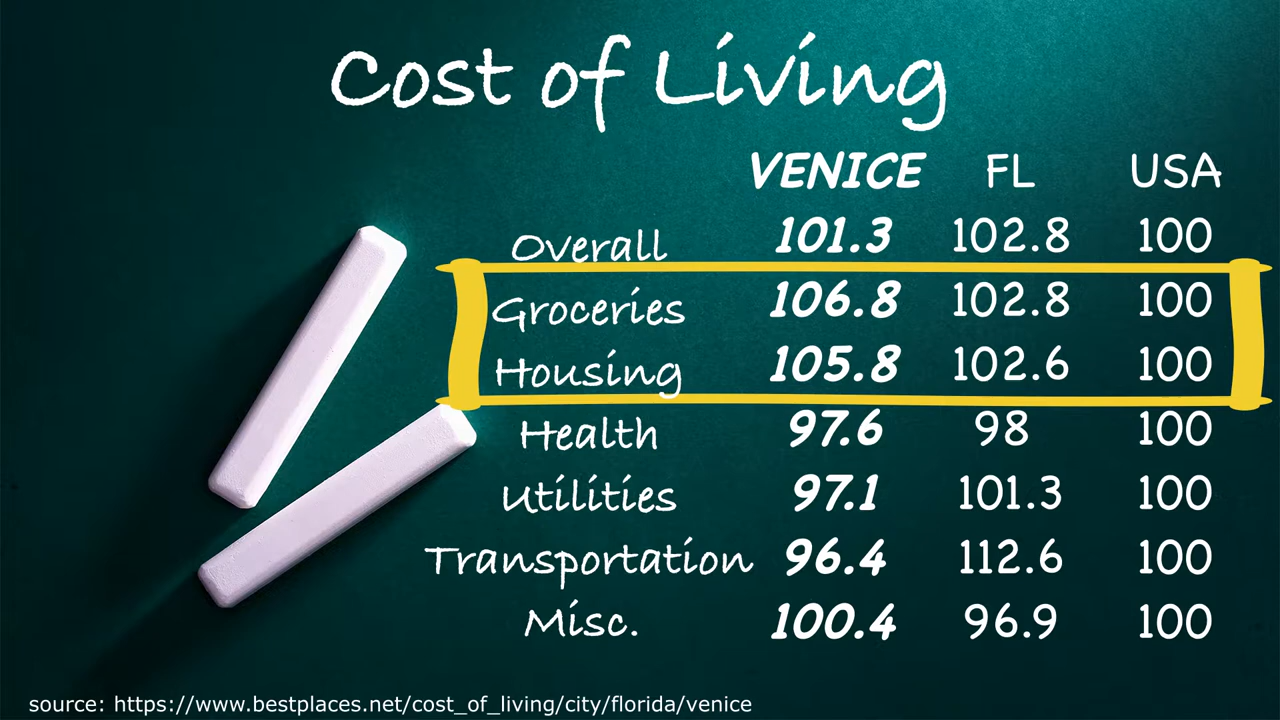 Cost of Living
VENICE FL USA
Overall 101.3 102.8 100
Groceries 106.8 102.8 100
Housing 105.8 102.6 100
Health 97.6 98 100
Utilities 97.1 101.3 100
Transportation 96.4 112.6 100
Misc. 100.4 96.9 100
source: https://www.bestplaces.net/cost_of_living/city/florida/venice